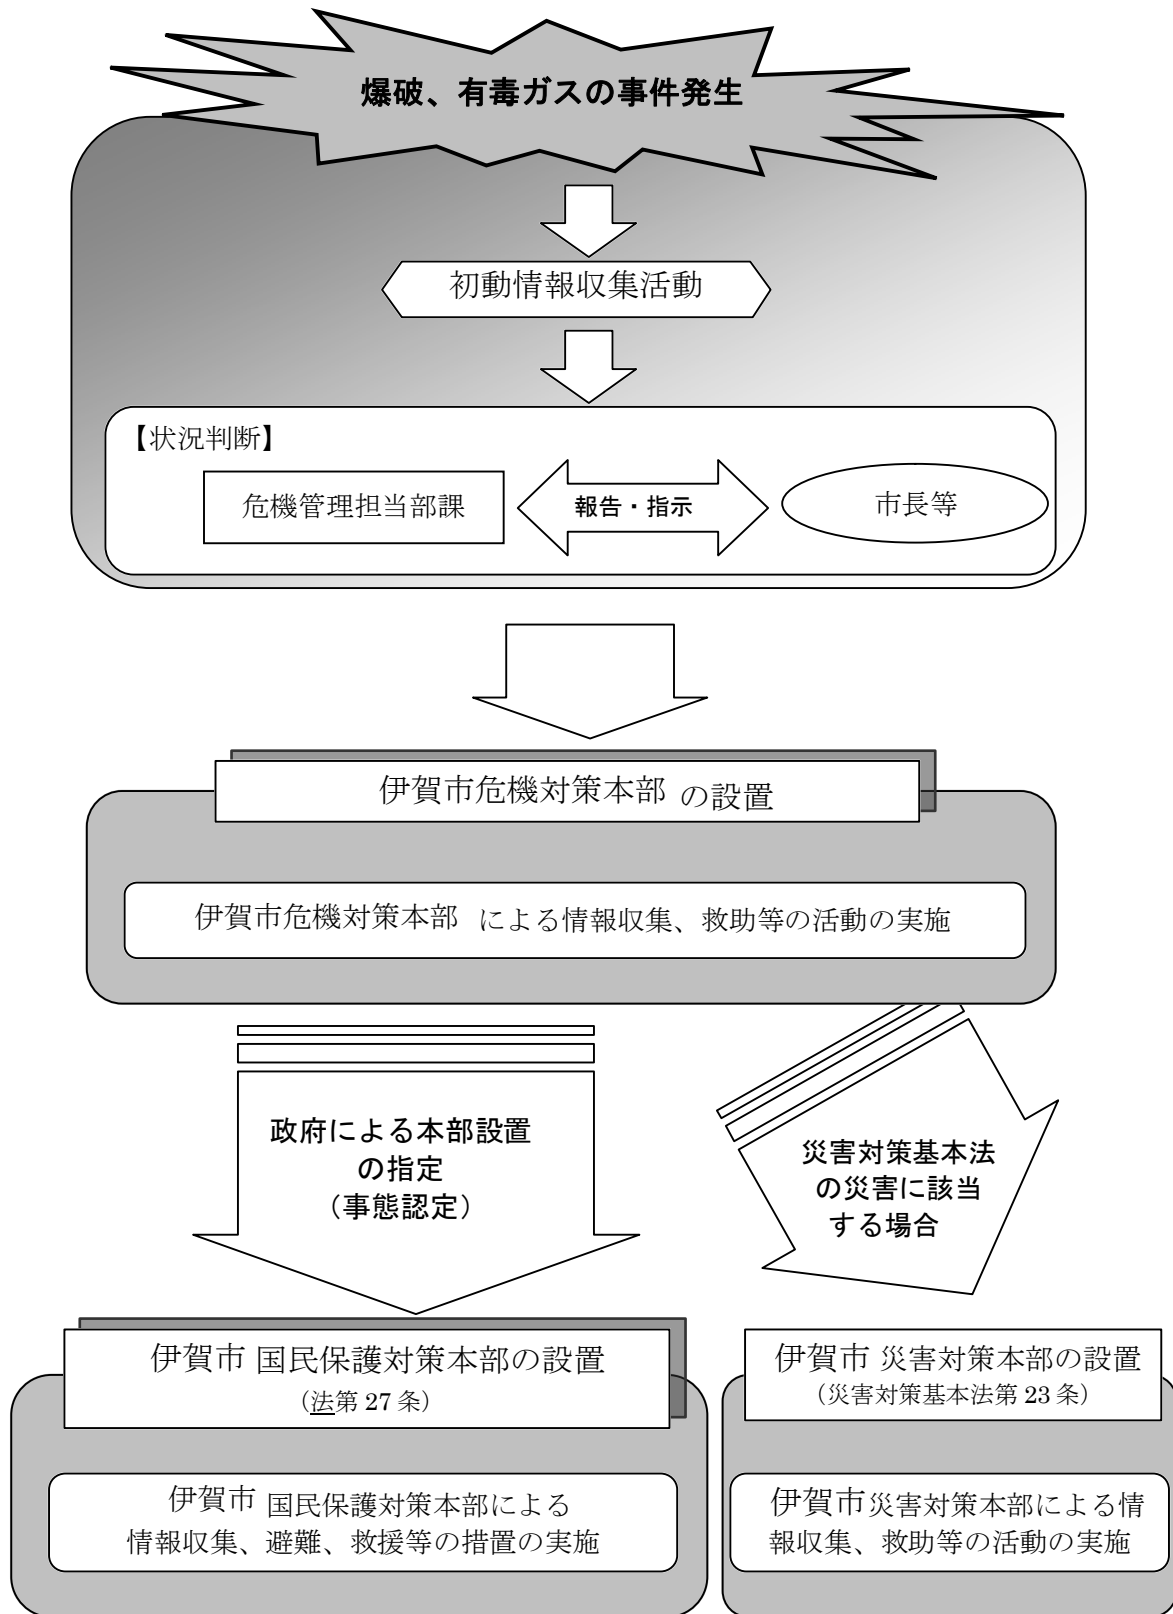 爆破、有毒ガスの事件発生
初動情報収集活動
【状況判断】
危機管理担当部課
報告・指示
市長等
伊賀市危機対策本部 の設置
伊賀市危機対策本部 による情報収集、救助等の活動の実施
政府による本部設置
の指定
(事態認定)
災害対策基本法
の災害に該当
する場合
伊賀市 国民保護対策本部の設置
(法第 27 条)
伊賀市 国民保護対策本部による
情報収集、避難、救援等の措置の実施
伊賀市 災害対策本部の設置
(災害対策基本法第 23 条)
伊賀市災害対策本部による情
報収集、救助等の活動の実施